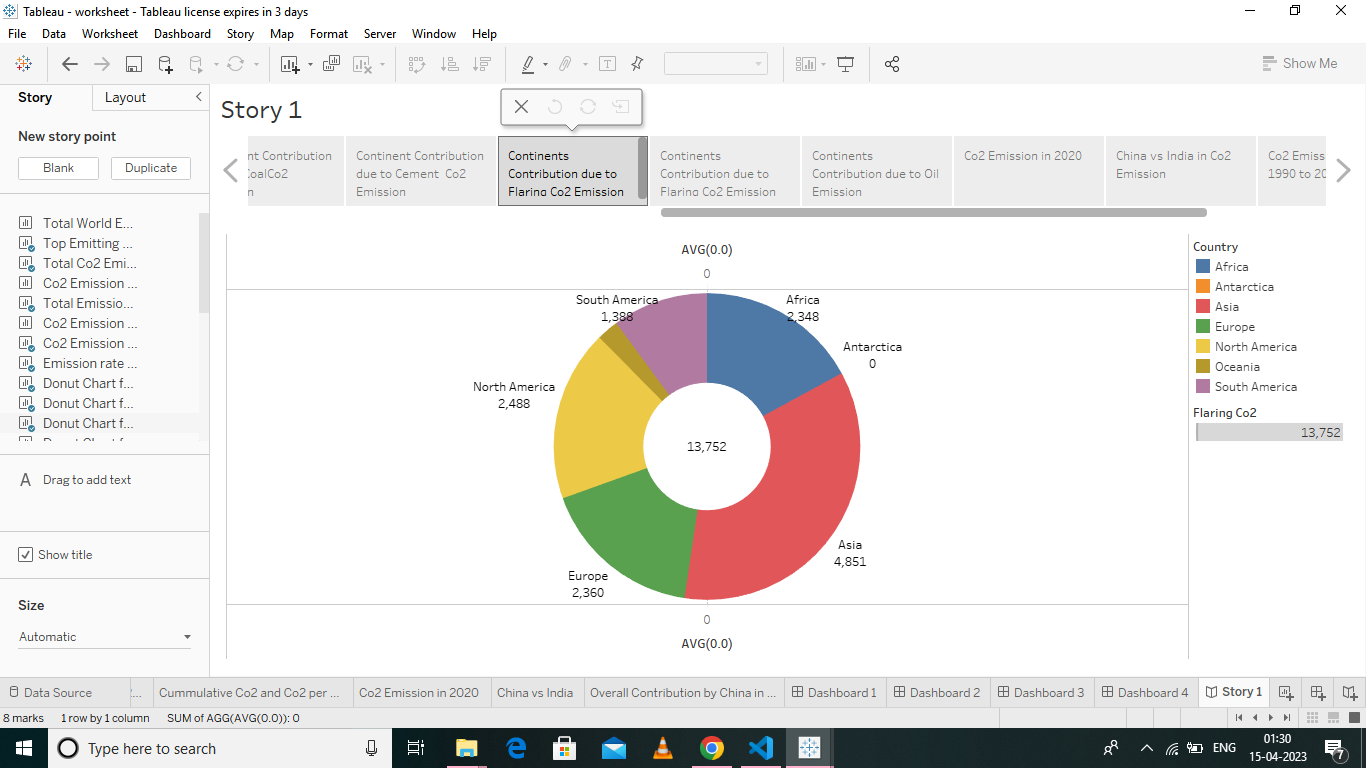 Tableau - worksheet - Tableau license expires in 3 days
File Data Worksheet Dashboard Story Map Format Server Window Help
Show Me
Story Layout
New story point
Blank Duplicate
Total World E...
Top Emitting ...
Total Co2 Emi...
Co2 Emission ...
Total Emissio...
Co2 Emission ...
Co2 Emission ...
Emission rate ...
Donut Chart f...
Donut Chart f...
Donut Chart f...
Donut Chart f...
A Drag to add text
Show title
Size
Automatic
Story 1
nt Contribution
CoalCo2
n
Continent Contribution
due to Cement Co2
Emission
Continents
Contribution due to
Flaring Co2 Emission
Continents
Contribution due to
Flaring Co2 Emission
Continents
Contribution due to Oil
Emission
Co2 Emission in 2020
China vs India in Co2
Emission
Co2 Emiss
1990 to 20
AVG(0.0)
0
South America
1,388
Africa
2,348
Antarctica
0
North America
2,488
13,752
Asia
4,851
Europe
2,360
0
AVG(0.0)
Country
Africa
Antarctica
Asia
Europe
North America
Oceania
South America
Flaring Co2
13,752
Data Source ... Cummulative Co2 and Co2 per ... Co2 Emission in 2020 China vs India Overall Contribution by China in ... Dashboard 1 Dashboard 2 Dashboard 3 Dashboard 4 Story 1
8 marks 1 row by 1 column SUM of AGG(AVG(0.0)): 0
Type here to search
ENG
01:30
15-04-2023
7